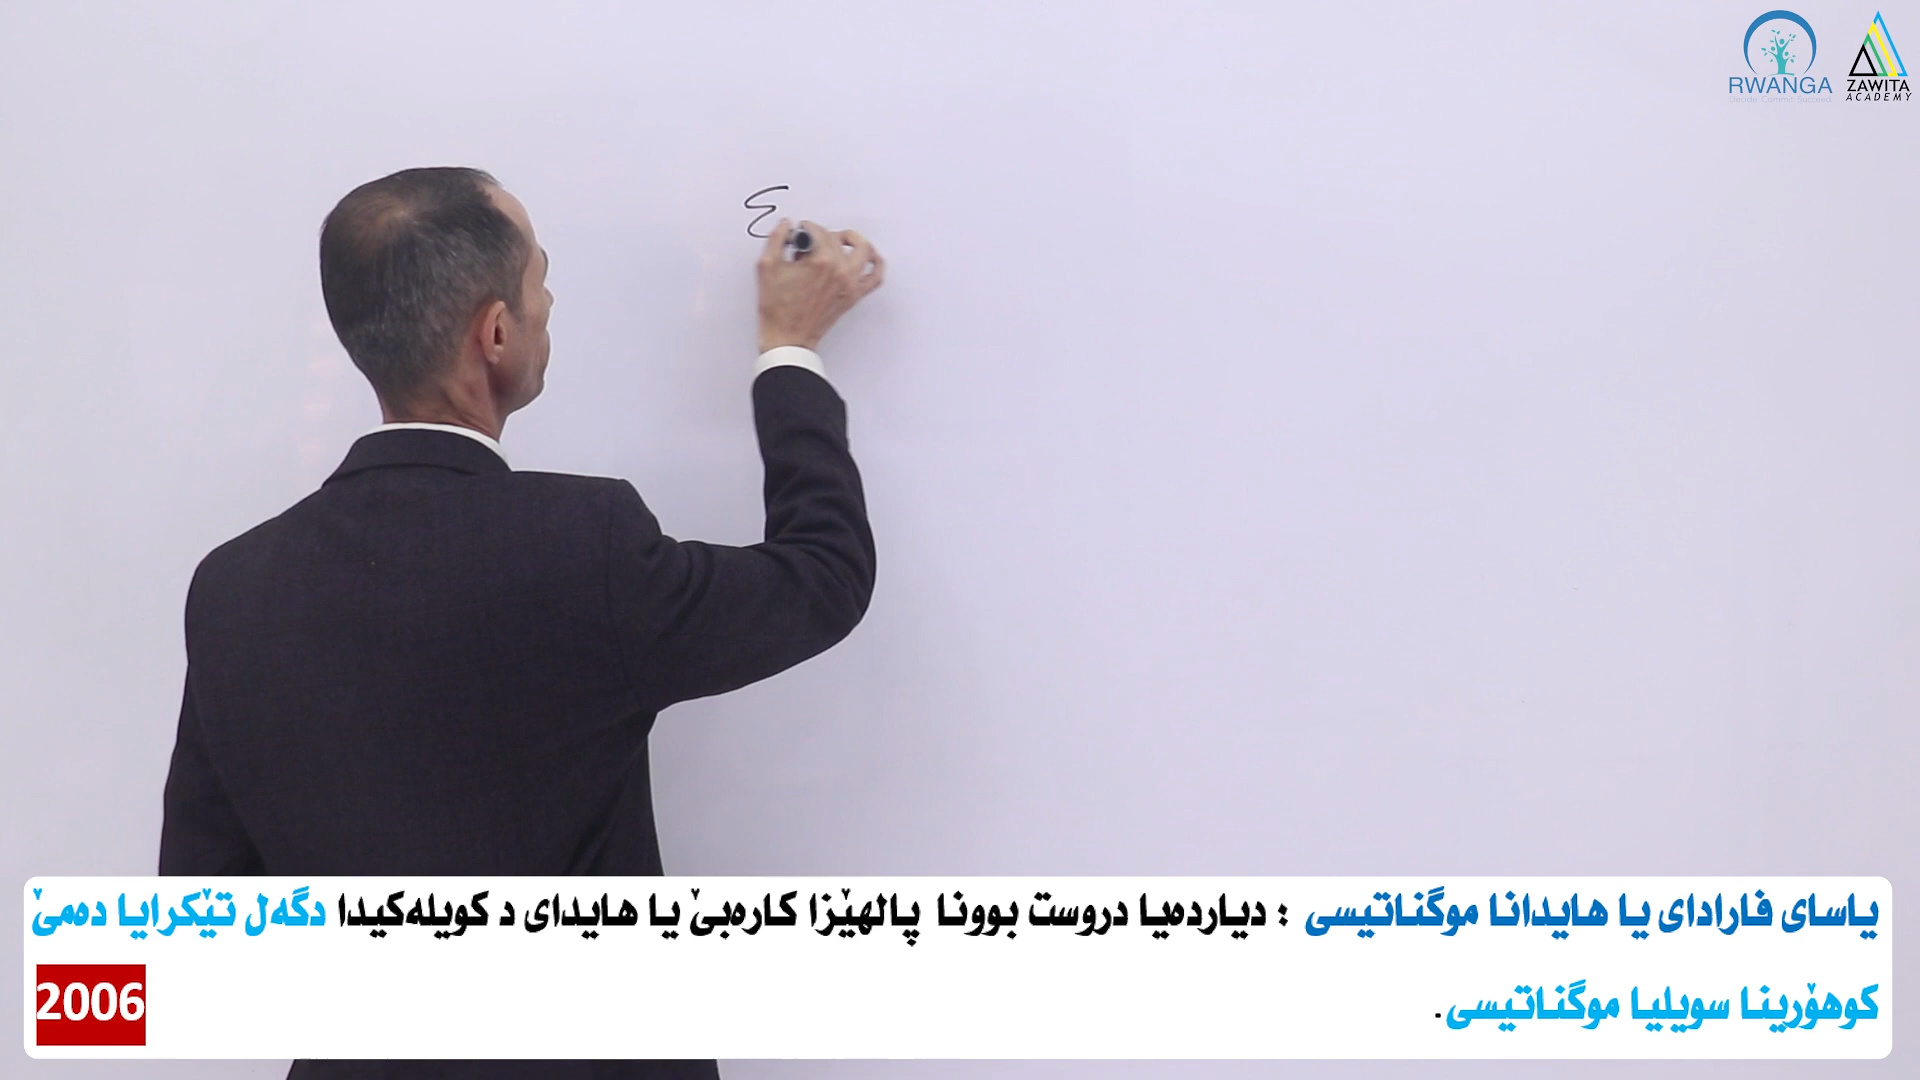 RWANGA
Decide Commit Succeed
ZAWITA
ACADEMY
ع
یاسای فارادای یا هایدانا موگناتیسی : دیاردەیا دروست بوونا پالهێزا کارەبێ یا هایدای د کویلەکیدا دگەل تێکرایا دەمێ
کوهۆرینا سویلیا موگناتیسی.
2006